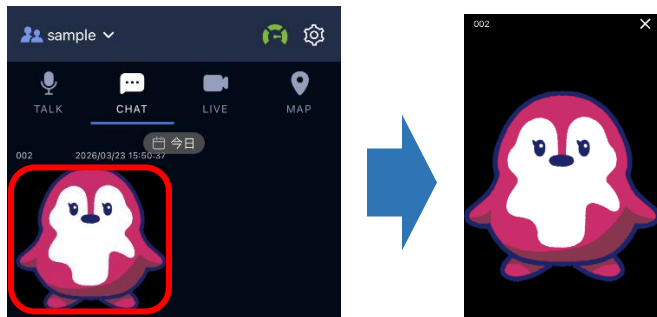 sample
TALK CHAT LIVE MAP
今日
002 2026/03/23 15:50:37
002